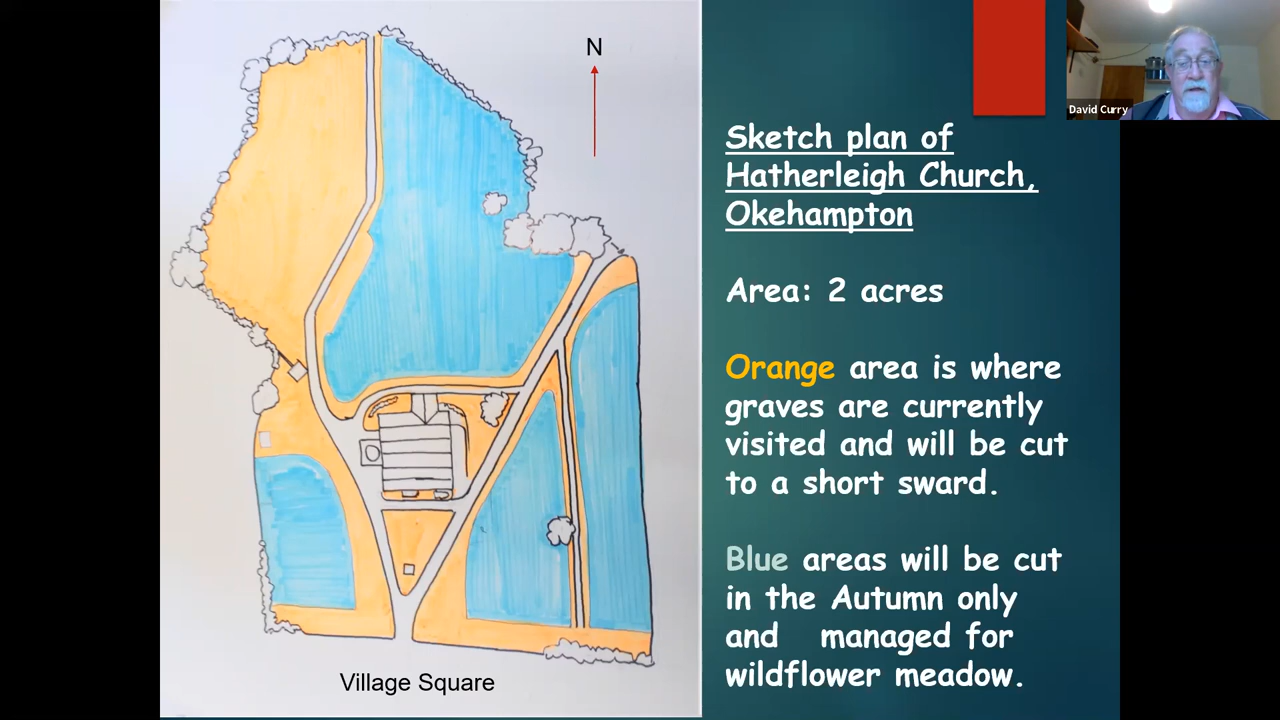 N
Village Square
Sketch plan of
Hatherleigh Church,
Okehampton
Area: 2 acres
Orange area is where
graves are currently
visited and will be cut
to a short sward.
Blue areas will be cut
in the Autumn only
and managed for
wildflower meadow.
David Curry